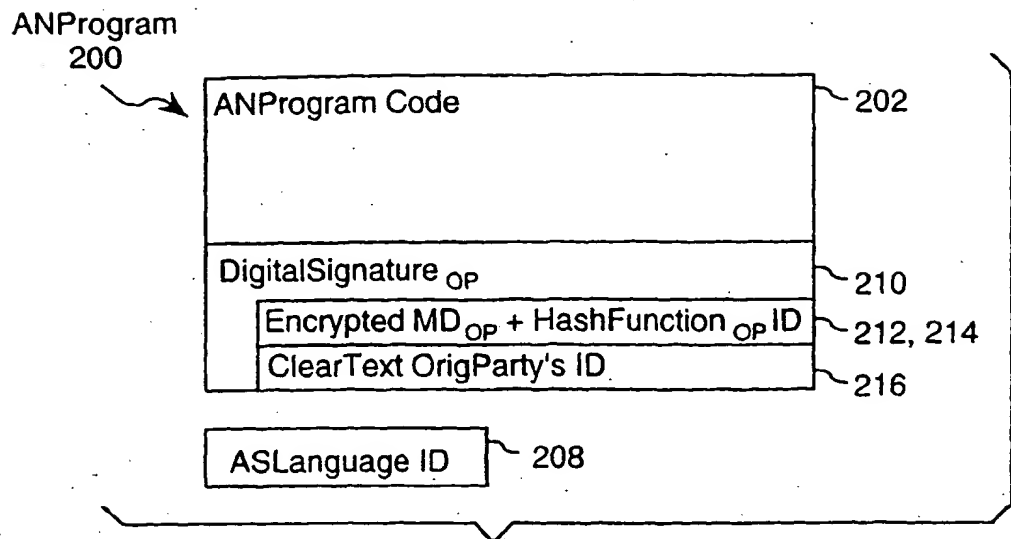 ANProgram
200
ANProgram Code
202
DigitalSignature OP
210
Encrypted MD OP + HashFunction OP ID
212, 214
ClearText OrigParty's ID
216
ASLanguage ID
208